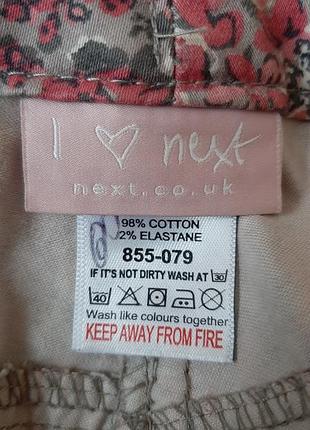 I ♡ next
next.co.uk
98% COTTON
2% ELASTANE
855-079
IF IT'S NOT DIRTY WASH AT 30
40
Wash like colours together
KEEP AWAY FROM FIRE